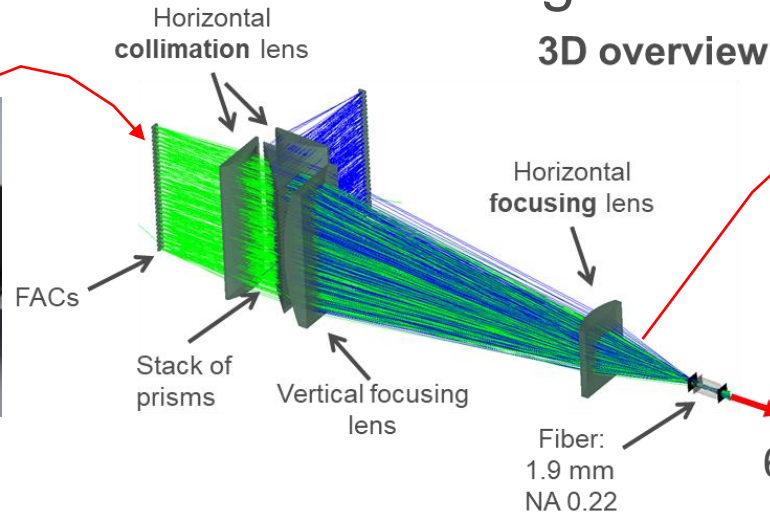 Horizontal
collimation lens
3D overview
Horizontal
focusing lens
FACs
Stack of
prisms
Vertical focusing
lens
Fiber:
1.9 mm
NA 0.22